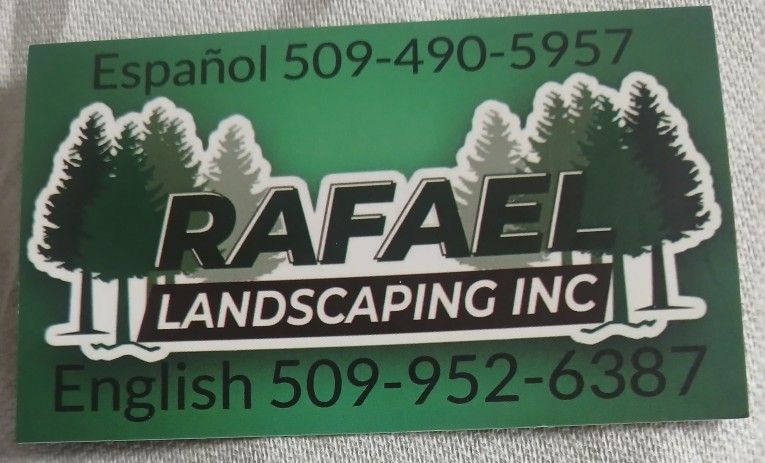 Español 509-490-5957
RAFAEL
LANDSCAPING INC
English 509-952-6387